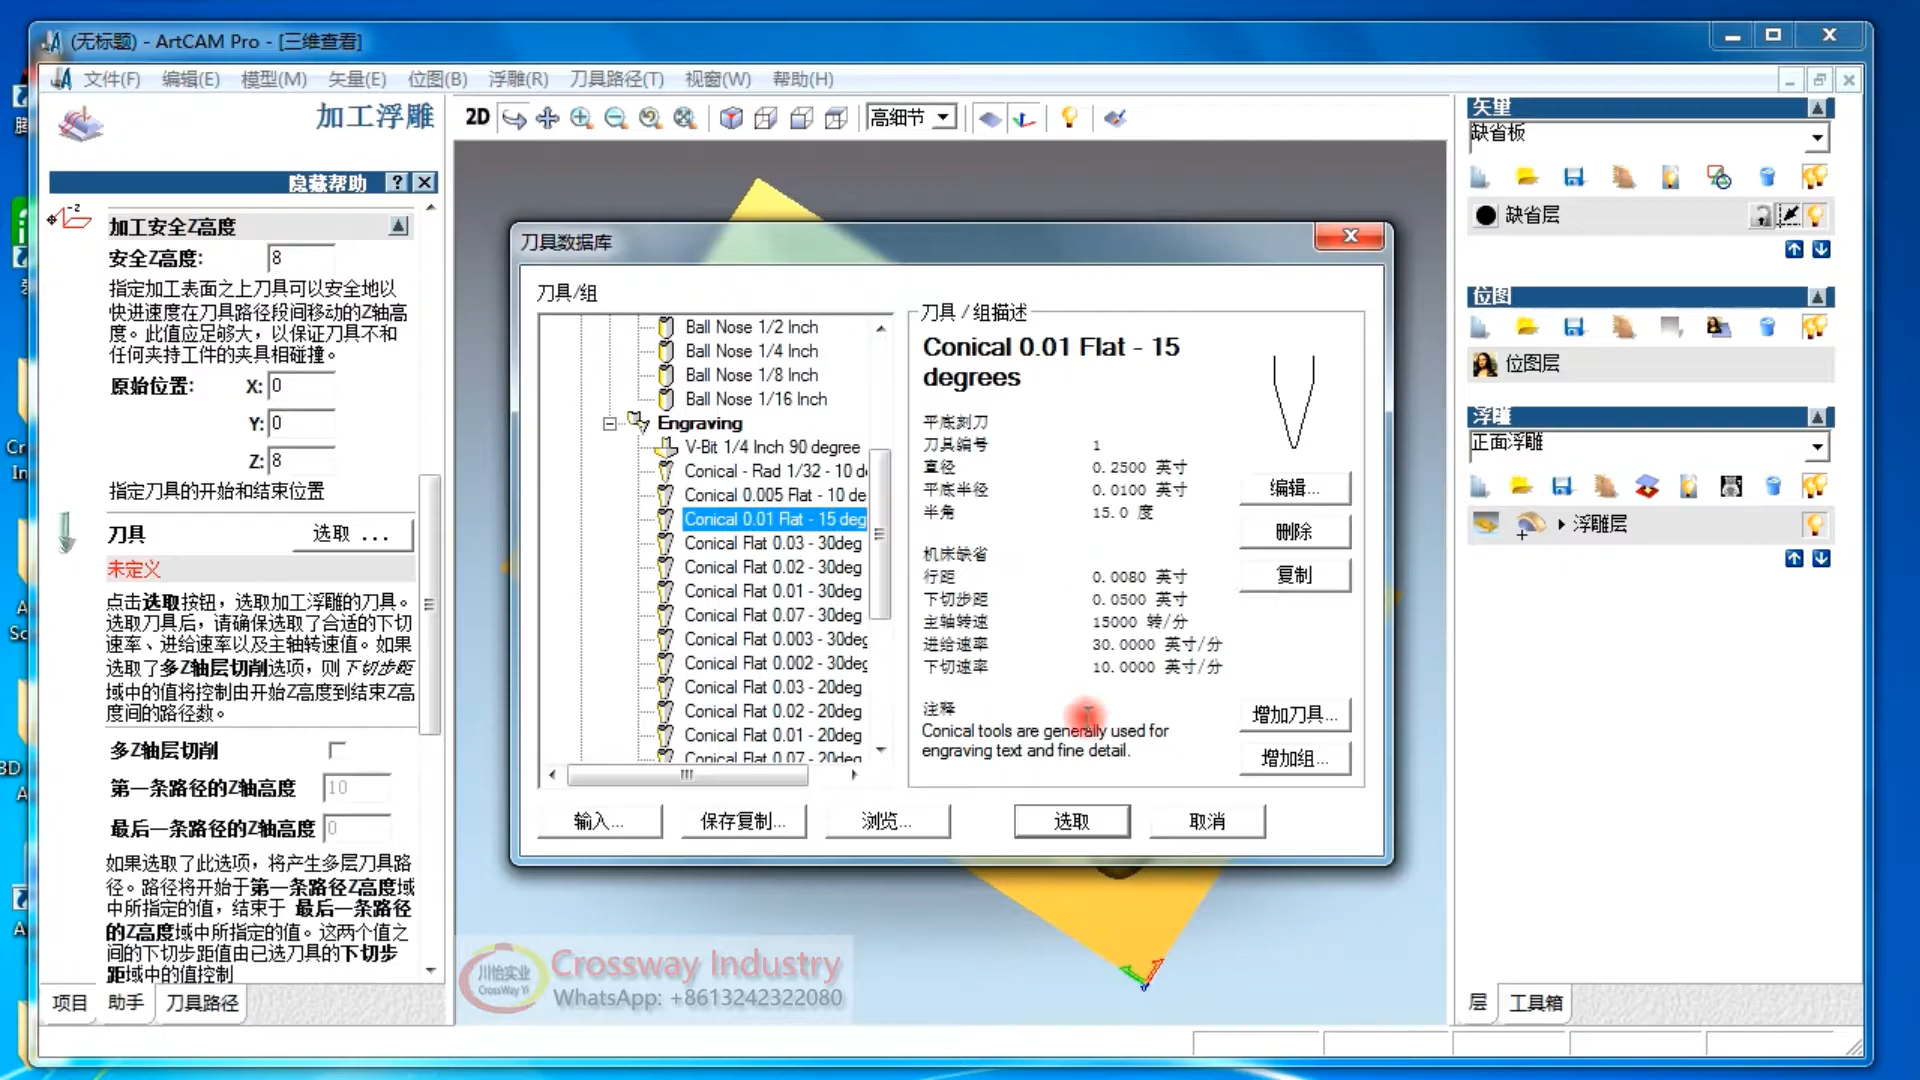 (无标题) - ArtCAM Pro - [三维查看]
文件(F) 编辑(E) 模型(M) 矢量(E) 位图(B) 浮雕(R) 刀具路径(T) 视窗(W) 帮助(H)
加工浮雕
2D
高细节
隐藏帮助
加工安全Z高度
安全Z高度: 8
指定加工表面之上刀具可以安全地以
快进速度在刀具路径段间移动的Z轴高
度。此值应足够大，以保证刀具不和
任何夹持工件的夹具相碰撞。
原始位置: X: 0
Y: 0
Z: 8
指定刀具的开始和结束位置
刀具 选取 ...
未定义
点击选取按钮，选取加工浮雕的刀具。
选取刀具后，请确保选取了合适的下切
速率、进给速率以及主轴转速值。如果
选取了多Z轴层切削选项，则下切步距
域中的值将控制由开始Z高度到结束Z高
度间的路径数。
多Z轴层切削
第一条路径的Z轴高度 10
最后一条路径的Z轴高度 0
如果选取了此选项，将产生多层刀具路
径。路径将开始于第一条路径Z高度域
中所指定的值，结束于 最后一条路径
的Z高度域中所指定的值。这两个值之
间的下切步距值由已选刀具的下切步
距域中的值控制
项目 助手 刀具路径
刀具数据库
刀具/组
Ball Nose 1/2 Inch
Ball Nose 1/4 Inch
Ball Nose 1/8 Inch
Ball Nose 1/16 Inch
Engraving
V-Bit 1/4 Inch 90 degree
Conical - Rad 1/32 - 10 d
Conical 0.005 Flat - 10 de
Conical 0.01 Flat - 15 deg
Conical Flat 0.03 - 30deg
Conical Flat 0.02 - 30deg
Conical Flat 0.01 - 30deg
Conical Flat 0.07 - 30deg
Conical Flat 0.003 - 30deg
Conical Flat 0.002 - 30deg
Conical Flat 0.03 - 20deg
Conical Flat 0.02 - 20deg
Conical Flat 0.01 - 20deg
Conical Flat 0.07 - 20deg
刀具 / 组描述
Conical 0.01 Flat - 15
degrees
平底刻刀
刀具编号 1
直径 0.2500 英寸
平底半径 0.0100 英寸
半角 15.0 度
机床缺省
行距 0.0080 英寸
下切步距 0.0500 英寸
主轴转速 15000 转/分
进给速率 30.0000 英寸/分
下切速率 10.0000 英寸/分
注释
Conical tools are generally used for
engraving text and fine detail.
编辑...
删除
复制
增加刀具...
增加组...
输入... 保存复制... 浏览... 选取 取消
川怡实业
CrossWay Yi
Crossway Industry
WhatsApp: +8613242322080
矢量
缺省板
缺省层
位图
位图层
浮雕
正面浮雕
浮雕层
层 工具箱
Cr
In
A
Sc
3D
A
A